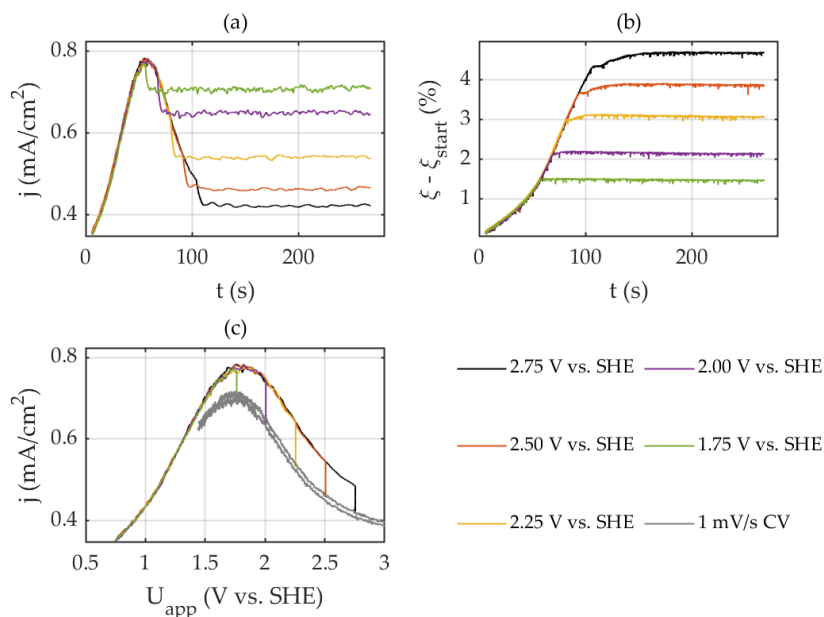 (a)
(b)
0.8
0.6
0.4
j (mA/cm²)
0
100
200
t (s)
4
3
2
1
ξ - ξ_start (%)
0
100
200
t (s)
(c)
0.8
0.6
0.4
j (mA/cm²)
0.5
1
1.5
2
2.5
3
U_app (V vs. SHE)
2.75 V vs. SHE
2.00 V vs. SHE
2.50 V vs. SHE
1.75 V vs. SHE
2.25 V vs. SHE
1 mV/s CV